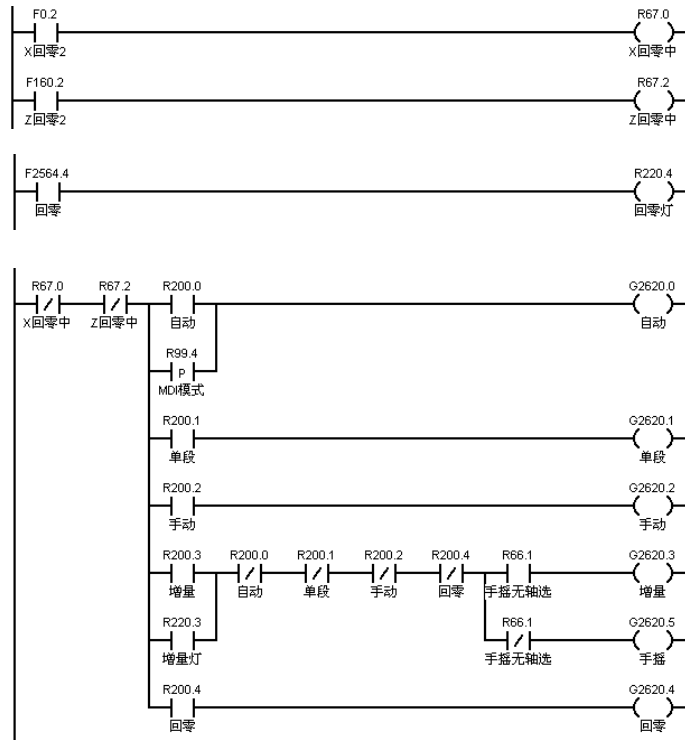 F0.2 R67.0
X回零2 X回零中
F160.2 R67.2
Z回零2 Z回零中
F2564.4 R220.4
回零 回零灯
R67.0 R67.2 R200.0 G2620.0
X回零中 Z回零中 自动 自动
R99.4
P
MDI模式
R200.1 G2620.1
单段 单段
R200.2 G2620.2
手动 手动
R200.3 R200.0 R200.1 R200.2 R200.4 R66.1 G2620.3
增量 自动 单段 手动 回零 手摇无轴选 增量
R220.3 R66.1 G2620.5
增量灯 手摇无轴选 手摇
R200.4 G2620.4
回零 回零